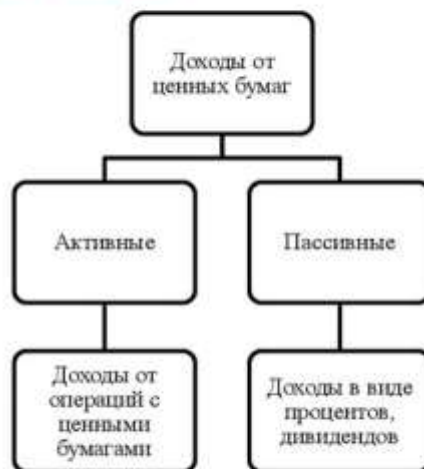 Доходы от
ценных бумаг
Активные
Пассивные
Доходы от
операций с
ценными
бумагами
Доходы в виде
процентов,
дивидендов